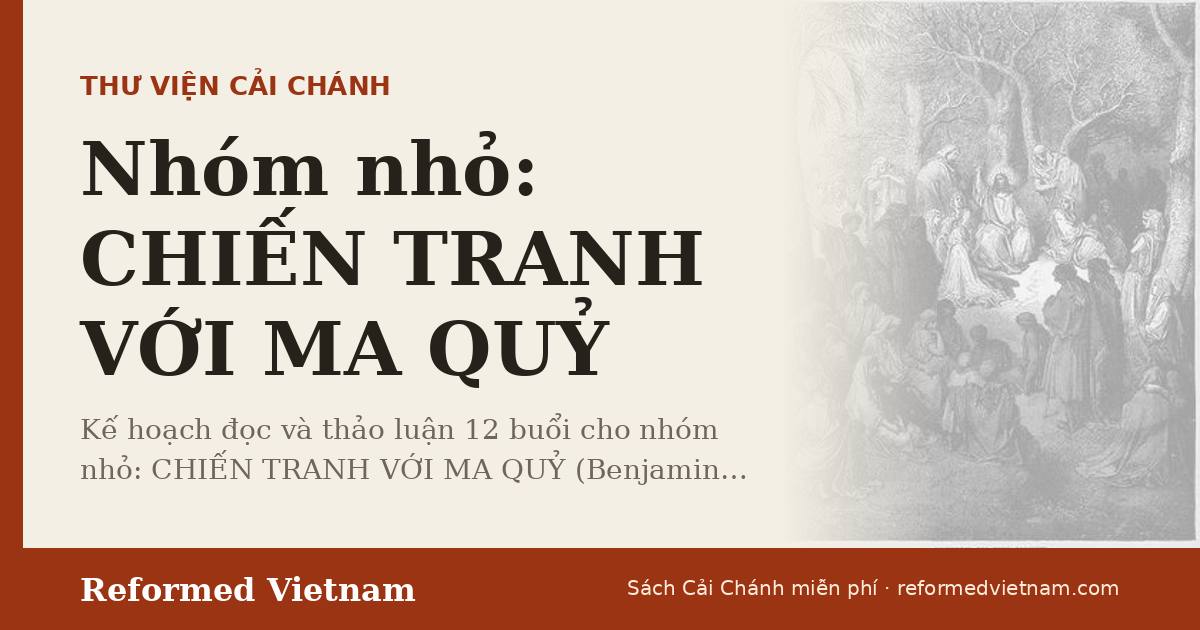 THƯ VIỆN CẢI CHÁNH
Nhóm nhỏ:
CHIẾN TRANH
VỚI MA QUỶ
Kế hoạch đọc và thảo luận 12 buổi cho nhóm
nhỏ: CHIẾN TRANH VỚI MA QUỶ (Benjamin…
Reformed Vietnam
Sách Cải Chánh miễn phí · reformedvietnam.com